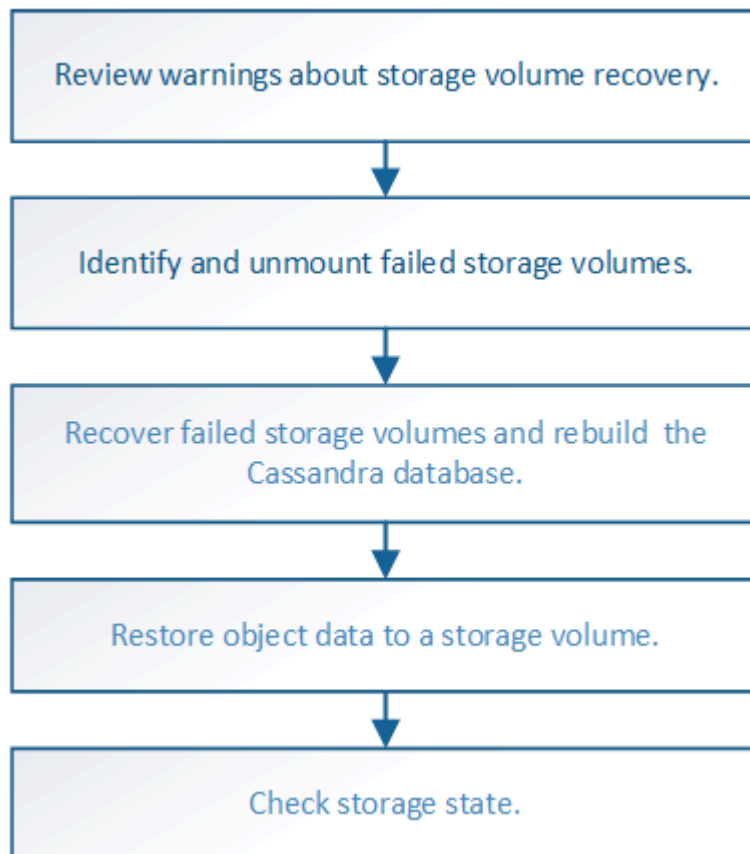 Review warnings about storage volume recovery.
Identify and unmount failed storage volumes.
Recover failed storage volumes and rebuild the
Cassandra database.
Restore object data to a storage volume.
Check storage state.